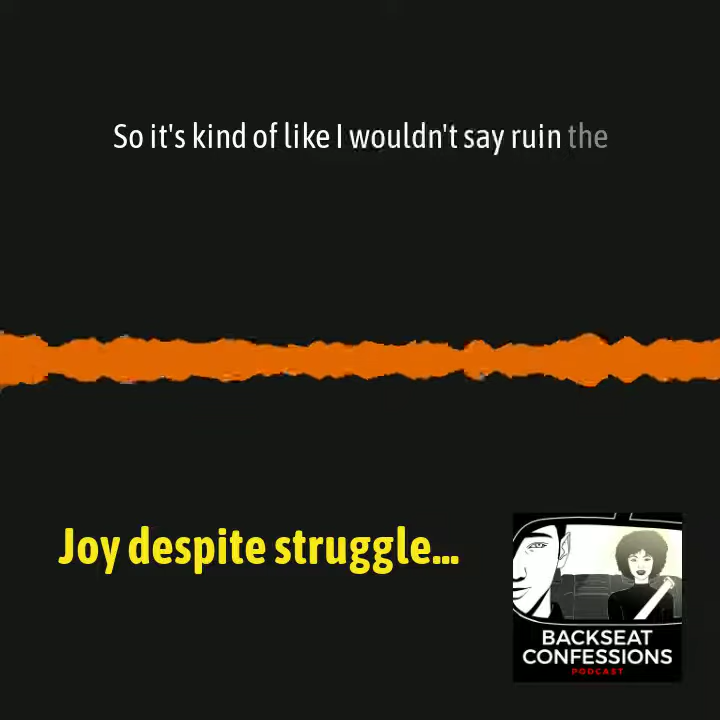 So it's kind of like I wouldn't say ruin the
Joy despite struggle...
BACKSEAT
CONFESSIONS
PODCAST